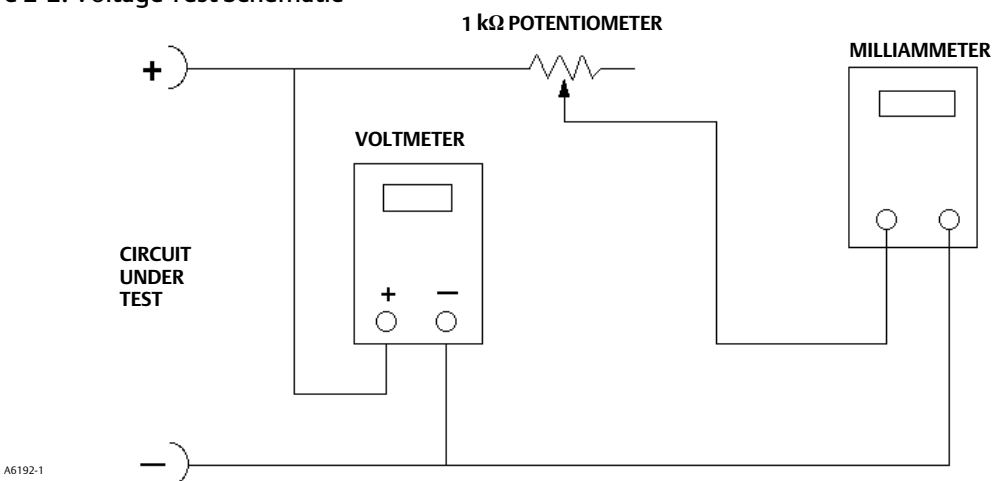 1 kΩ POTENTIOMETER
MILLIAMMETER
+
VOLTMETER
CIRCUIT
UNDER
TEST
+ —
—
A6192-1